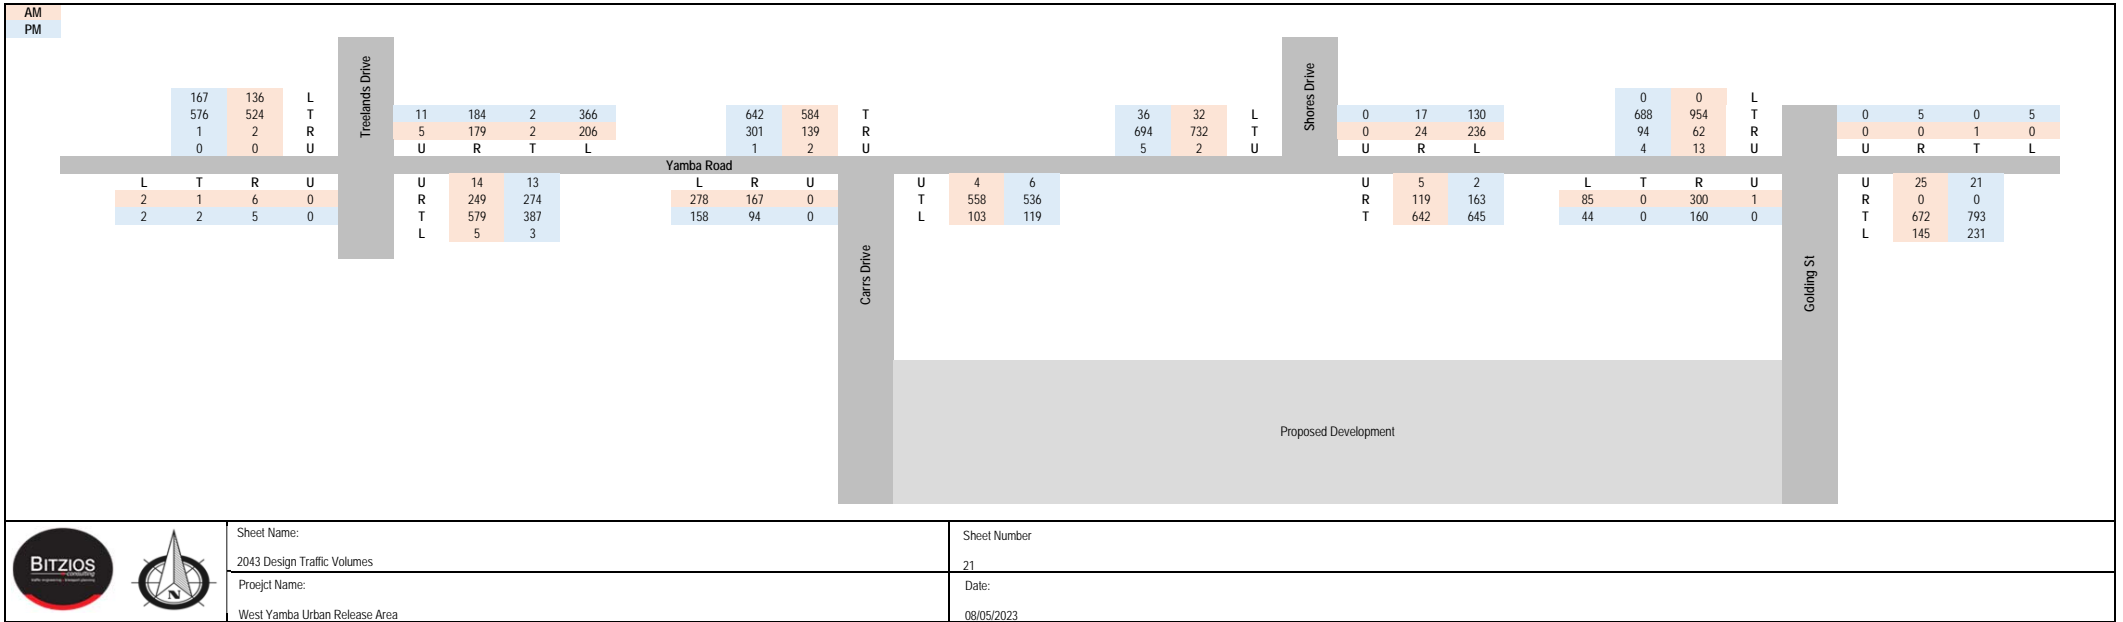 AM
PM
Treelands Drive
Shores Drive
167 136 L
576 524 T
1 2 R
0 0 U
11 184 2 366
5 179 2 206
U R T L
642 584 T
301 139 R
1 2 U
36 32 L
694 732 T
5 2 U
0 17 130
0 24 236
U R L
0 0 L
688 954 T
94 62 R
4 13 U
0 5 0 5
0 0 1 0
U R T L
Yamba Road
L T R U
2 1 6 0
2 2 5 0
U 14 13
R 249 274
T 579 387
L 5 3
L R U
278 167 0
158 94 0
U 4 6
T 558 536
L 103 119
U 5 2
R 119 163
T 642 645
L T R U
85 0 300 1
44 0 160 0
U 25 21
R 0 0
T 672 793
L 145 231
Carrs Drive
Golding St
Proposed Development
BITZIOS
consulting
N
Sheet Name:
2043 Design Traffic Volumes
Sheet Number
21
Proejct Name:
West Yamba Urban Release Area
Date:
08/05/2023